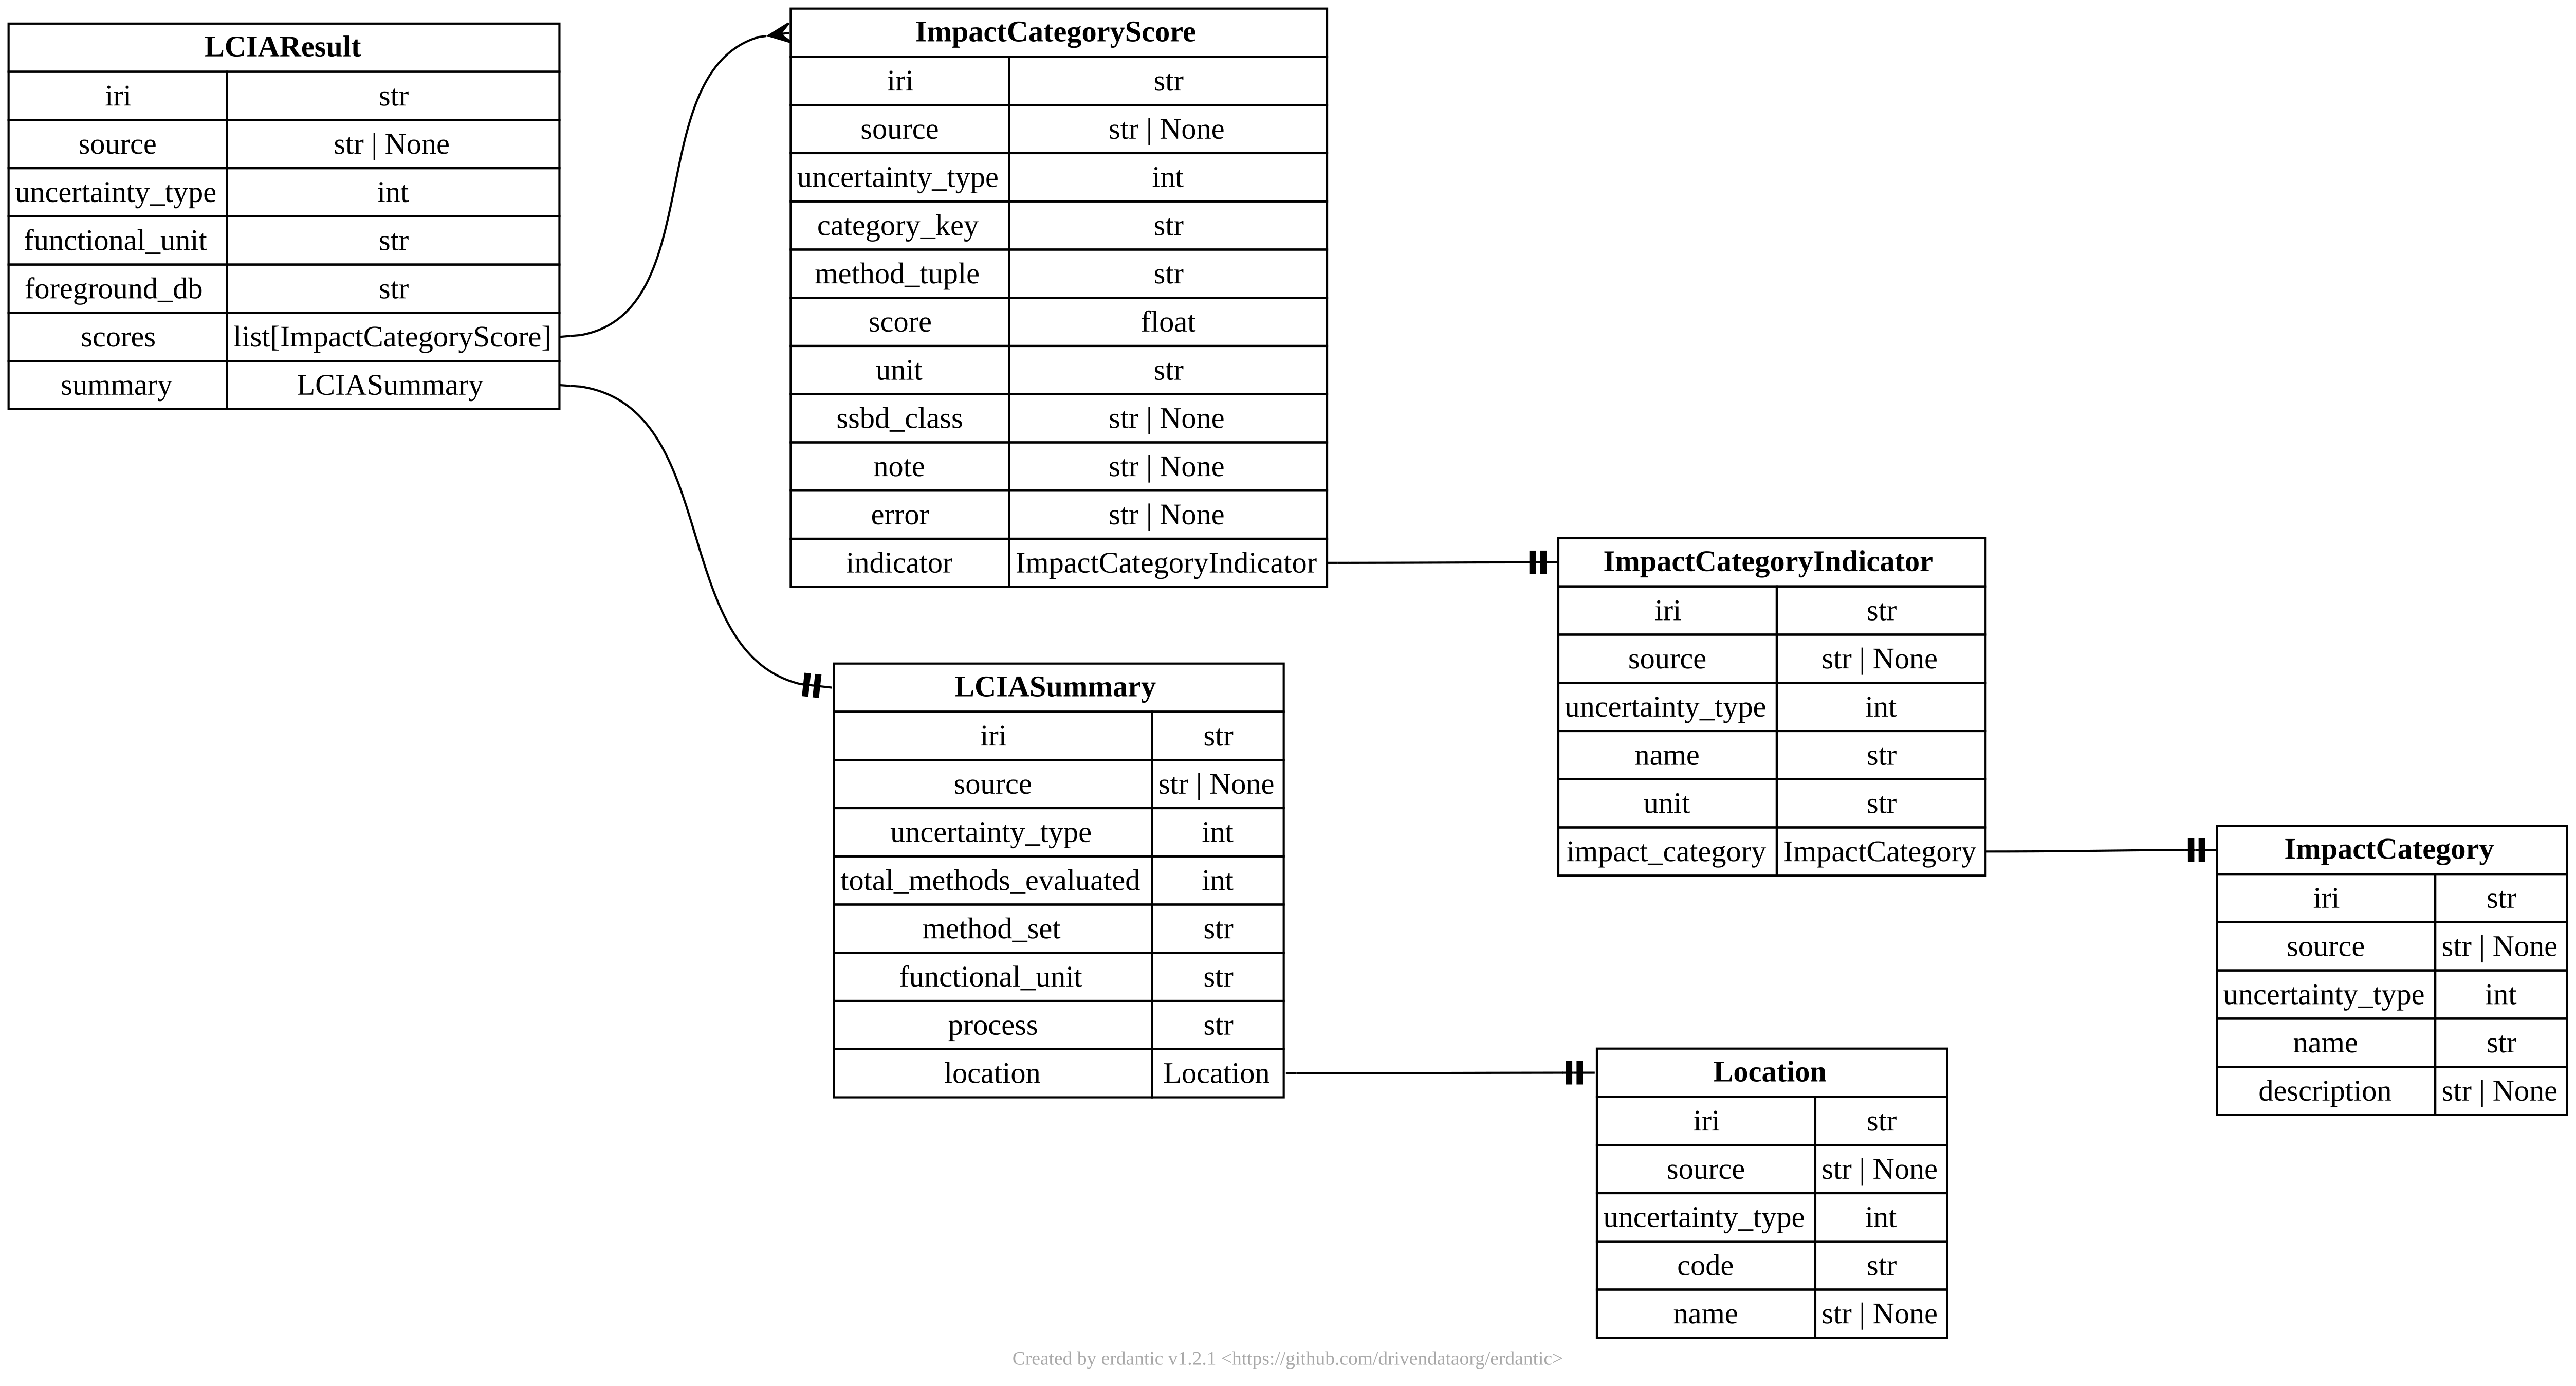 LCIAResult
iri str
source str | None
uncertainty_type int
functional_unit str
foreground_db str
scores list[ImpactCategoryScore]
summary LCIASummary
ImpactCategoryScore
iri str
source str | None
uncertainty_type int
category_key str
method_tuple str
score float
unit str
ssbd_class str | None
note str | None
error str | None
indicator ImpactCategoryIndicator
LCIASummary
iri str
source str | None
uncertainty_type int
total_methods_evaluated int
method_set str
functional_unit str
process str
location Location
ImpactCategoryIndicator
iri str
source str | None
uncertainty_type int
name str
unit str
impact_category ImpactCategory
Location
iri str
source str | None
uncertainty_type int
code str
name str | None
ImpactCategory
iri str
source str | None
uncertainty_type int
name str
description str | None
Created by erdantic v1.2.1 <https://github.com/drivendataorg/erdantic>